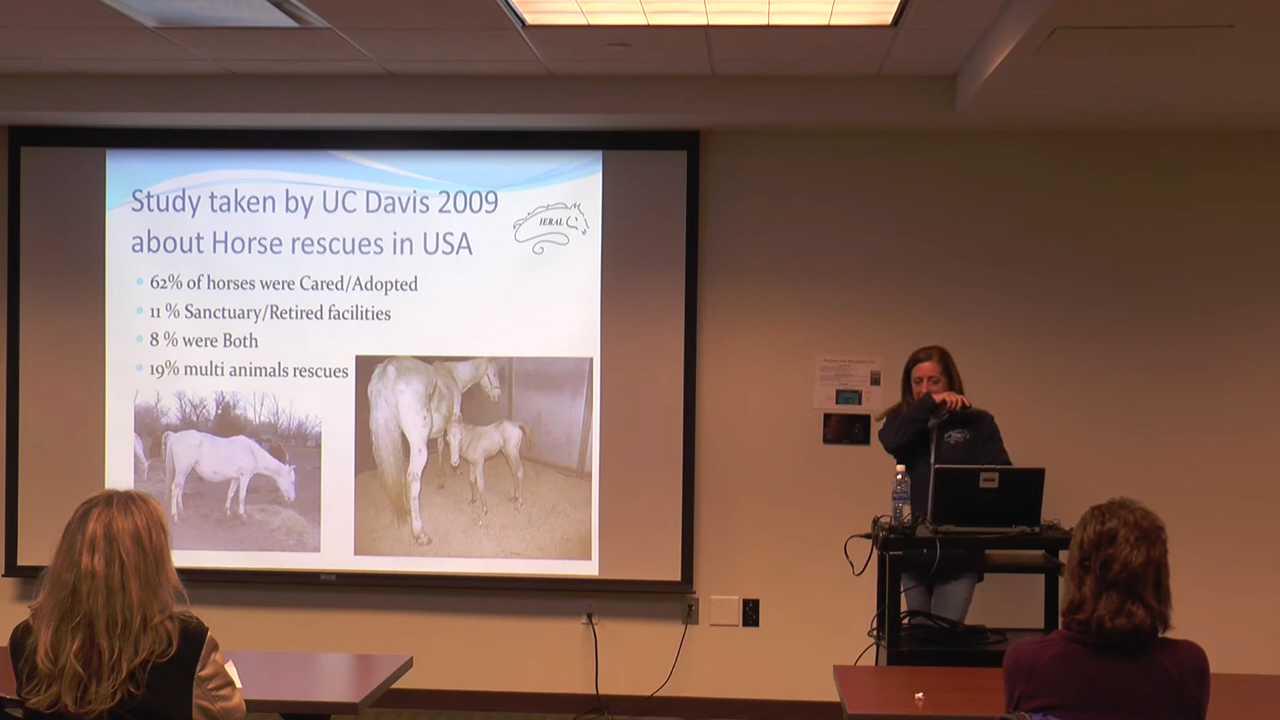 Study taken by UC Davis 2009
about Horse rescues in USA
IERAL
62% of horses were Cared/Adopted
11 % Sanctuary/Retired facilities
8 % were Both
19% multi animals rescues